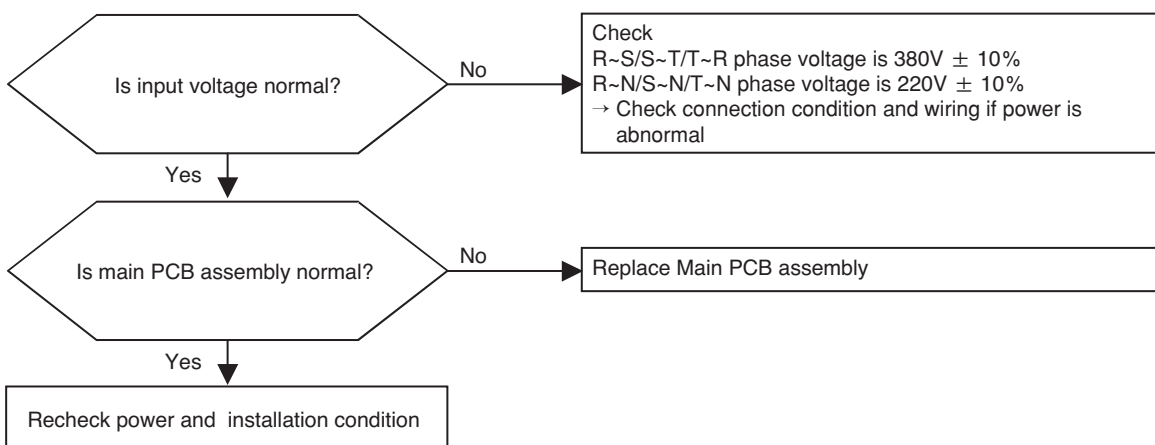 Is input voltage normal?
No
Check
R~S/S~T/T~R phase voltage is 380V ± 10%
R~N/S~N/T~N phase voltage is 220V ± 10%
→ Check connection condition and wiring if power is
abnormal
Yes
Is main PCB assembly normal?
No
Replace Main PCB assembly
Yes
Recheck power and installation condition